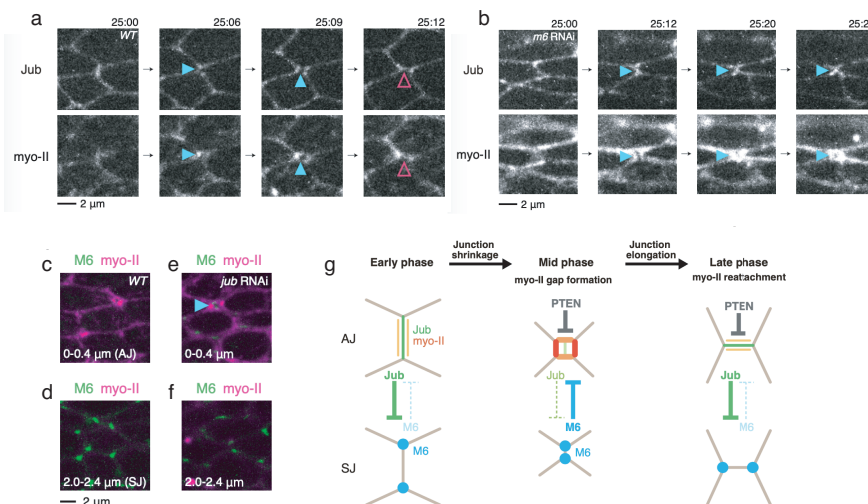 a
25:00
25:06
25:09
25:12
WT
Jub
myo-II
2 μm
b
25:00
25:12
25:20
m6 RNAi
Jub
myo-II
2 μm
M6 myo-II
M6 myo-II
c
WT
0-0.4 μm (AJ)
e
jub RNAi
0-0.4 μm
M6 myo-II
M6 myo-II
d
2.0-2.4 μm (SJ)
f
2.0-2.4 μm
2 μm
g
Early phase
Junction
shrinkage
Mid phase
myo-II gap formation
Junction
elongation
Late phase
myo-II reattachment
AJ
Jub
myo-II
PTEN
PTEN
Jub
M6
Jub
M6
Jub
M6
SJ
M6
M6